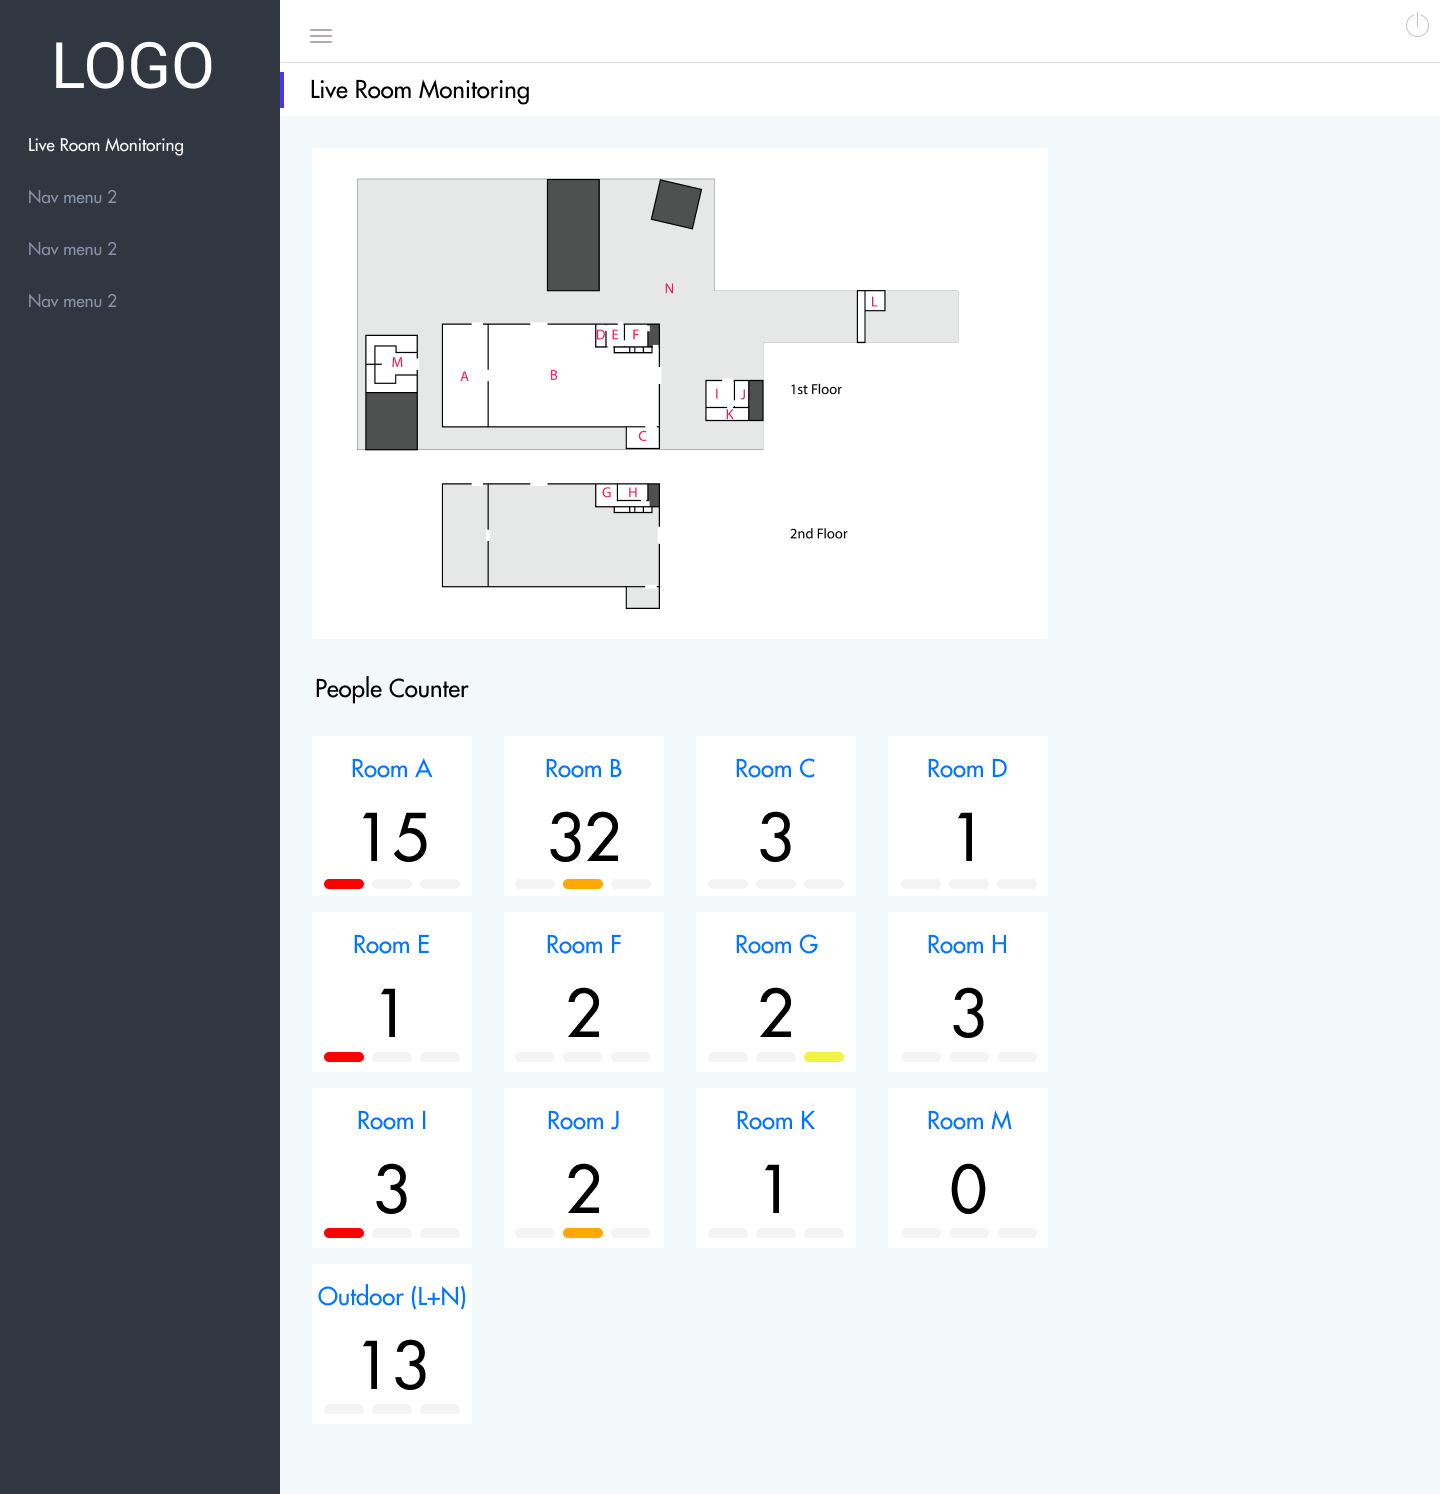 LOGO
Live Room Monitoring
Nav menu 2
Nav menu 2
Nav menu 2
Live Room Monitoring
N
L
D E F
M
A
B
I J
K
1st Floor
C
G H
2nd Floor
People Counter
Room A
15
Room B
32
Room C
3
Room D
1
Room E
1
Room F
2
Room G
2
Room H
3
Room I
3
Room J
2
Room K
1
Room M
0
Outdoor (L+N)
13